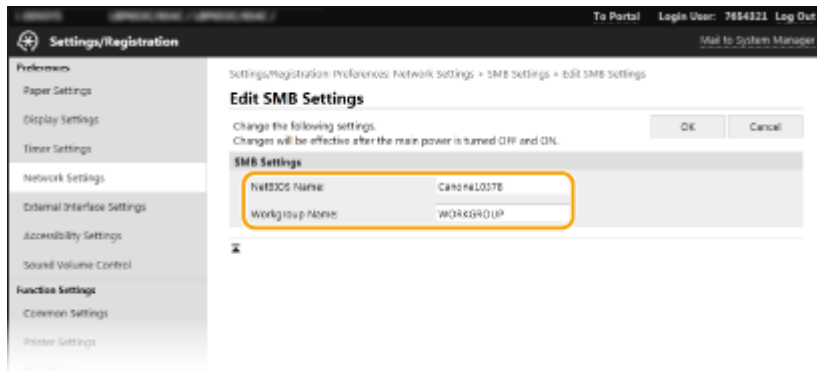 To Portal Login User: 7654321 Log Out
Settings/Registration
Mail to System Manager
Preferences
Paper Settings
Display Settings
Timer Settings
Network Settings
External Interface Settings
Accessibility Settings
Sound Volume Control
Function Settings
Common Settings
Printer Settings
Settings/Registration: Preferences: Network Settings > SMB Settings > Edit SMB Settings
Edit SMB Settings
Change the following settings.
Changes will be effective after the main power is turned OFF and ON.
OK Cancel
SMB Settings
NetBIOS Name: Canone10378
Workgroup Name: WORKGROUP